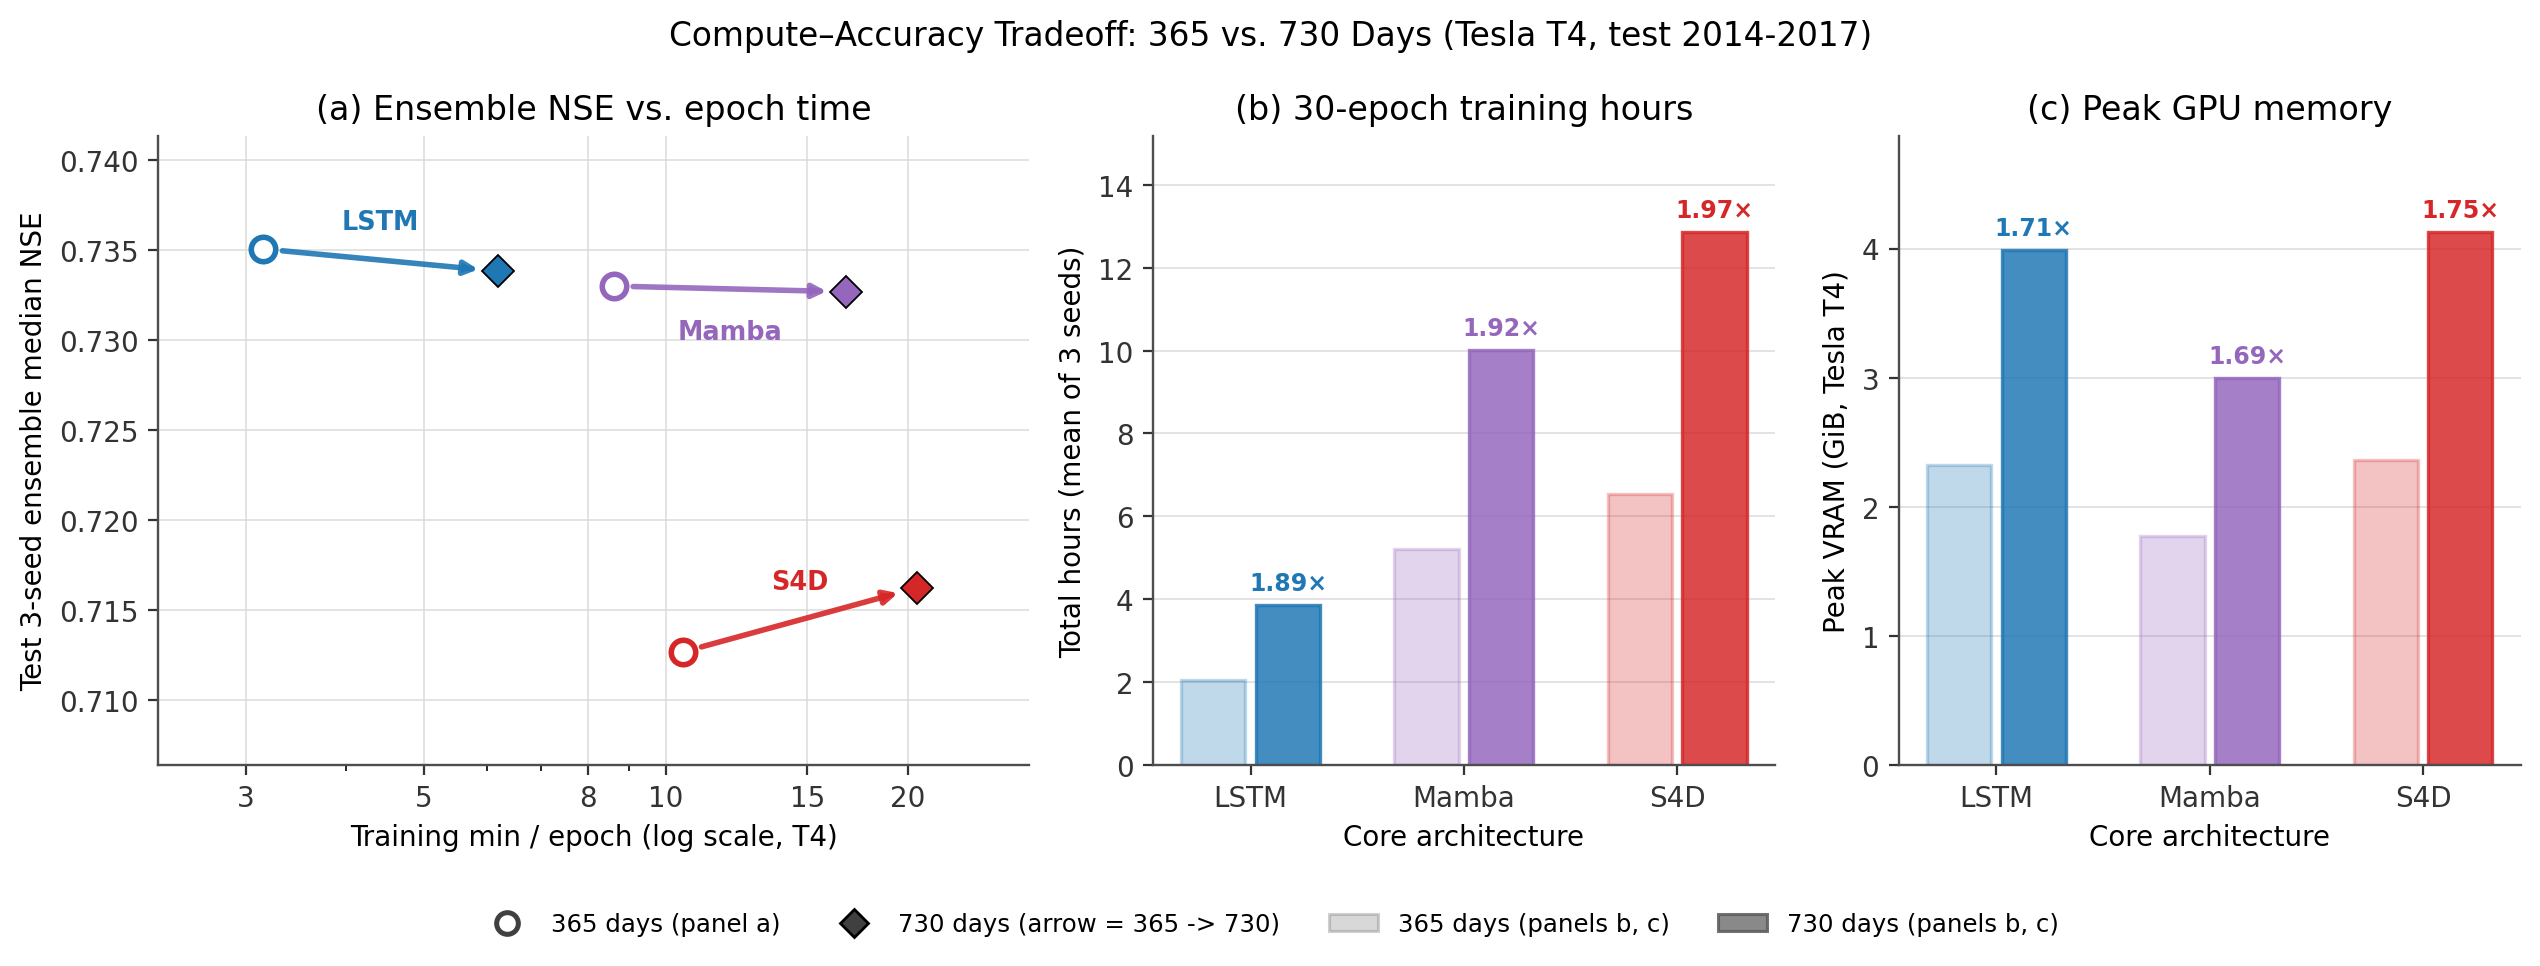 Compute–Accuracy Tradeoff: 365 vs. 730 Days (Tesla T4, test 2014-2017)
(a) Ensemble NSE vs. epoch time
Test 3-seed ensemble median NSE
0.740
0.735
0.730
0.725
0.720
0.715
0.710
LSTM
Mamba
S4D
3
5
8
10
15
20
Training min / epoch (log scale, T4)
(b) 30-epoch training hours
Total hours (mean of 3 seeds)
14
12
10
8
6
4
2
0
1.89×
1.92×
1.97×
LSTM
Mamba
S4D
Core architecture
(c) Peak GPU memory
Peak VRAM (GiB, Tesla T4)
4
3
2
1
0
1.71×
1.69×
1.75×
LSTM
Mamba
S4D
Core architecture
365 days (panel a)
730 days (arrow = 365 -> 730)
365 days (panels b, c)
730 days (panels b, c)